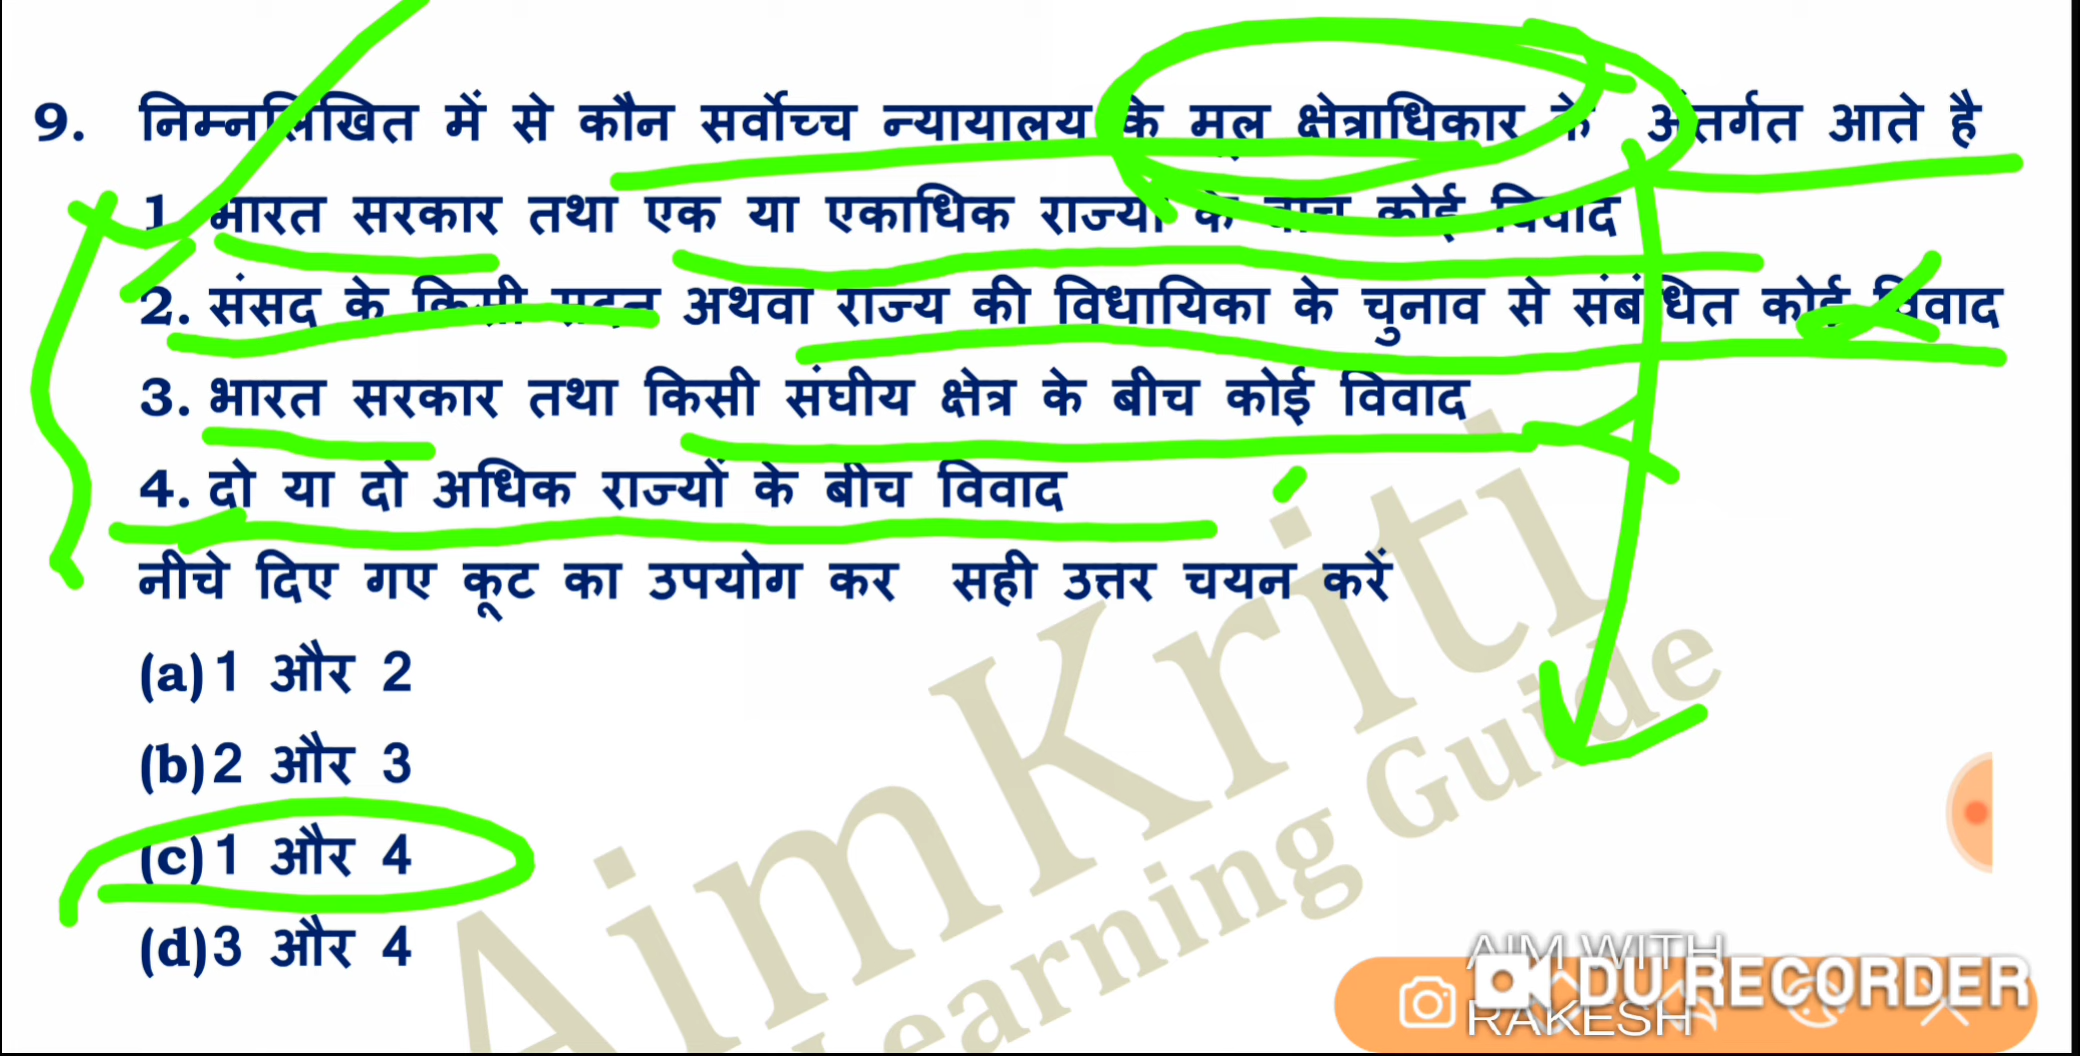 9. निम्नलिखित में से कौन सर्वोच्च न्यायालय के मूल क्षेत्राधिकार के अंतर्गत आते है
1. भारत सरकार तथा एक या एकाधिक राज्यों के बीच कोई विवाद
2. संसद के किसी सदन अथवा राज्य की विधायिका के चुनाव से संबंधित कोई विवाद
3. भारत सरकार तथा किसी संघीय क्षेत्र के बीच कोई विवाद
4. दो या दो अधिक राज्यों के बीच विवाद
नीचे दिए गए कूट का उपयोग कर सही उत्तर चयन करें
(a) 1 और 2
(b) 2 और 3
(c) 1 और 4
(d) 3 और 4
AimKriti
Learning Guide
AIM WITH
RAKESH
DU RECORDER